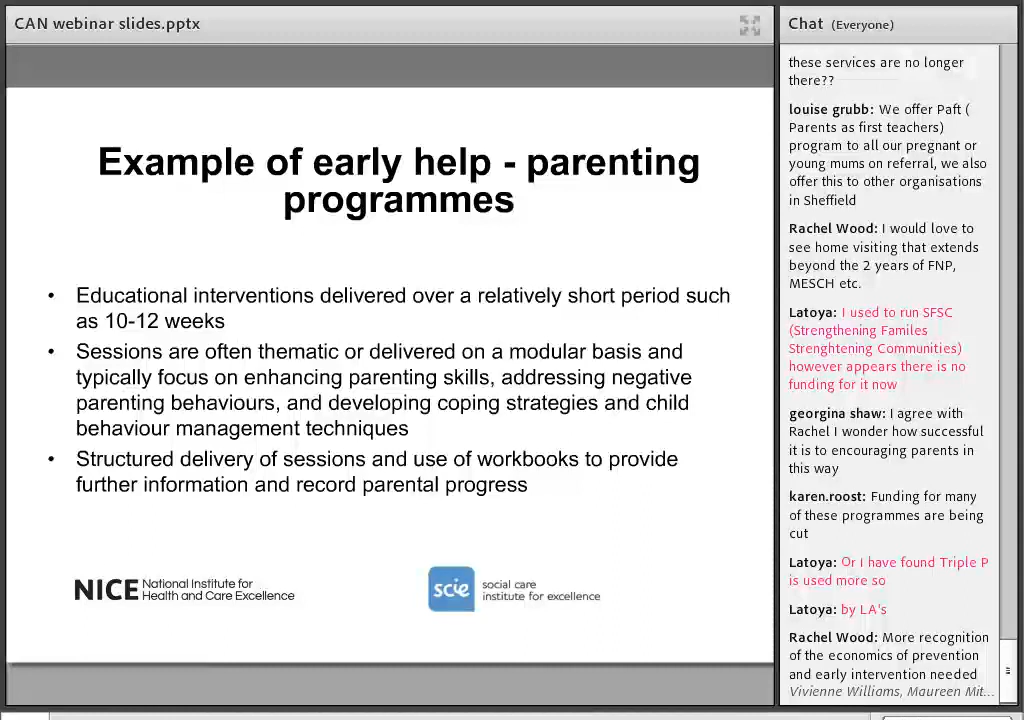 CAN webinar slides.pptx
Example of early help - parenting
programmes
• Educational interventions delivered over a relatively short period such
as 10-12 weeks
• Sessions are often thematic or delivered on a modular basis and
typically focus on enhancing parenting skills, addressing negative
parenting behaviours, and developing coping strategies and child
behaviour management techniques
• Structured delivery of sessions and use of workbooks to provide
further information and record parental progress
NICE National Institute for
Health and Care Excellence
scie social care
institute for excellence
Chat (Everyone)
these services are no longer
there??
louise grubb: We offer Paft (
Parents as first teachers)
program to all our pregnant or
young mums on referral, we also
offer this to other organisations
in Sheffield
Rachel Wood: I would love to
see home visiting that extends
beyond the 2 years of FNP,
MESCH etc.
Latoya: I used to run SFSC
(Strengthening Familes
Strenghtening Communities)
however appears there is no
funding for it now
georgina shaw: I agree with
Rachel I wonder how successful
it is to encouraging parents in
this way
karen.roost: Funding for many
of these programmes are being
cut
Latoya: Or I have found Triple P
is used more so
Latoya: by LA's
Rachel Wood: More recognition
of the economics of prevention
and early intervention needed
Vivienne Williams, Maureen Mit...